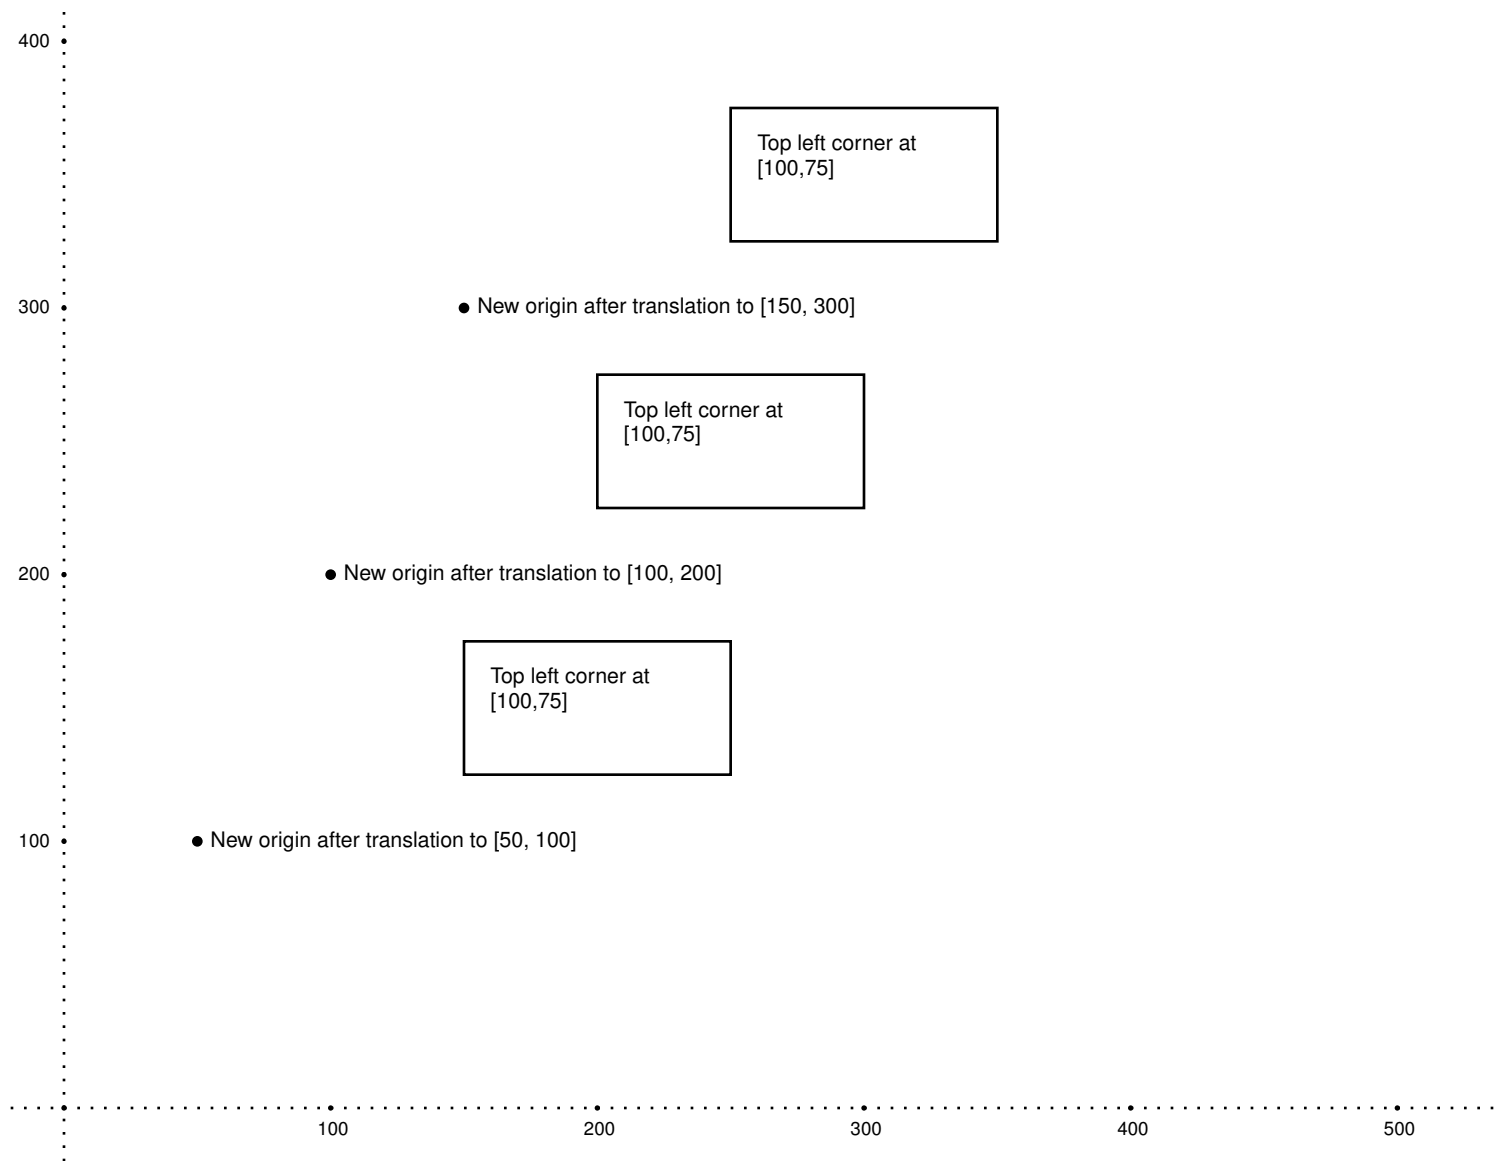 400
Top left corner at
[100,75]
300
New origin after translation to [150, 300]
Top left corner at
[100,75]
200
New origin after translation to [100, 200]
Top left corner at
[100,75]
100
New origin after translation to [50, 100]
100
200
300
400
500